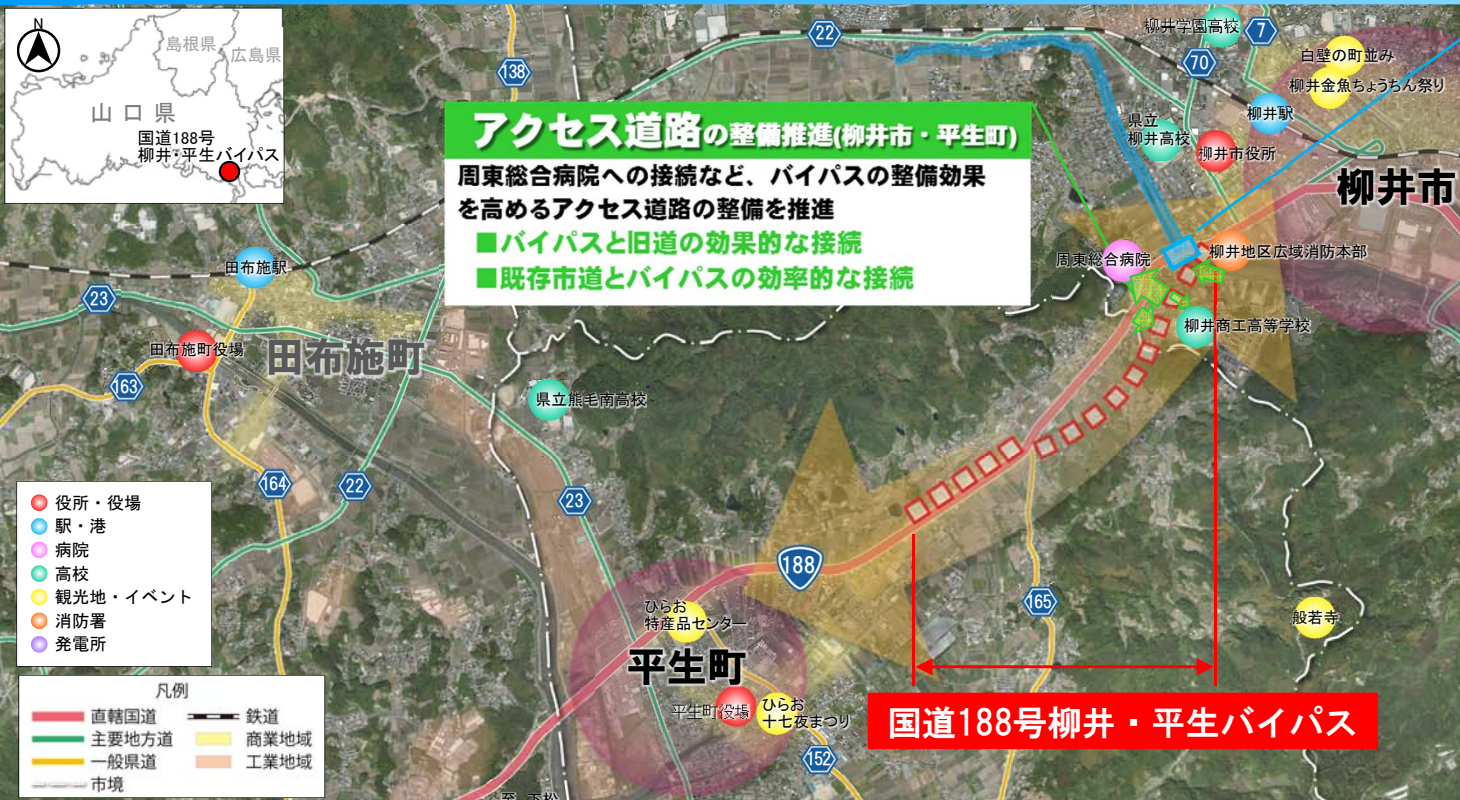 N
島根県
広島県
山口県
国道188号
柳井・平生バイパス
アクセス道路の整備推進(柳井市・平生町)
周東総合病院への接続など、バイパスの整備効果
を高めるアクセス道路の整備を推進
■バイパスと旧道の効果的な接続
■既存市道とバイパスの効率的な接続
138
22
柳井学園高校
7
70
白壁の町並み
柳井金魚ちょうちん祭り
柳井駅
県立
柳井高校
柳井市役所
柳井市
周東総合病院
柳井地区広域消防本部
柳井商工高等学校
田布施駅
23
田布施町役場
田布施町
163
県立熊毛南高校
164
22
23
188
165
般若寺
ひらお
特産品センター
平生町
平生町役場
ひらお
十七夜まつり
152
国道188号柳井・平生バイパス
役所・役場
駅・港
病院
高校
観光地・イベント
消防署
発電所
凡例
直轄国道
鉄道
主要地方道
商業地域
一般県道
工業地域
市境